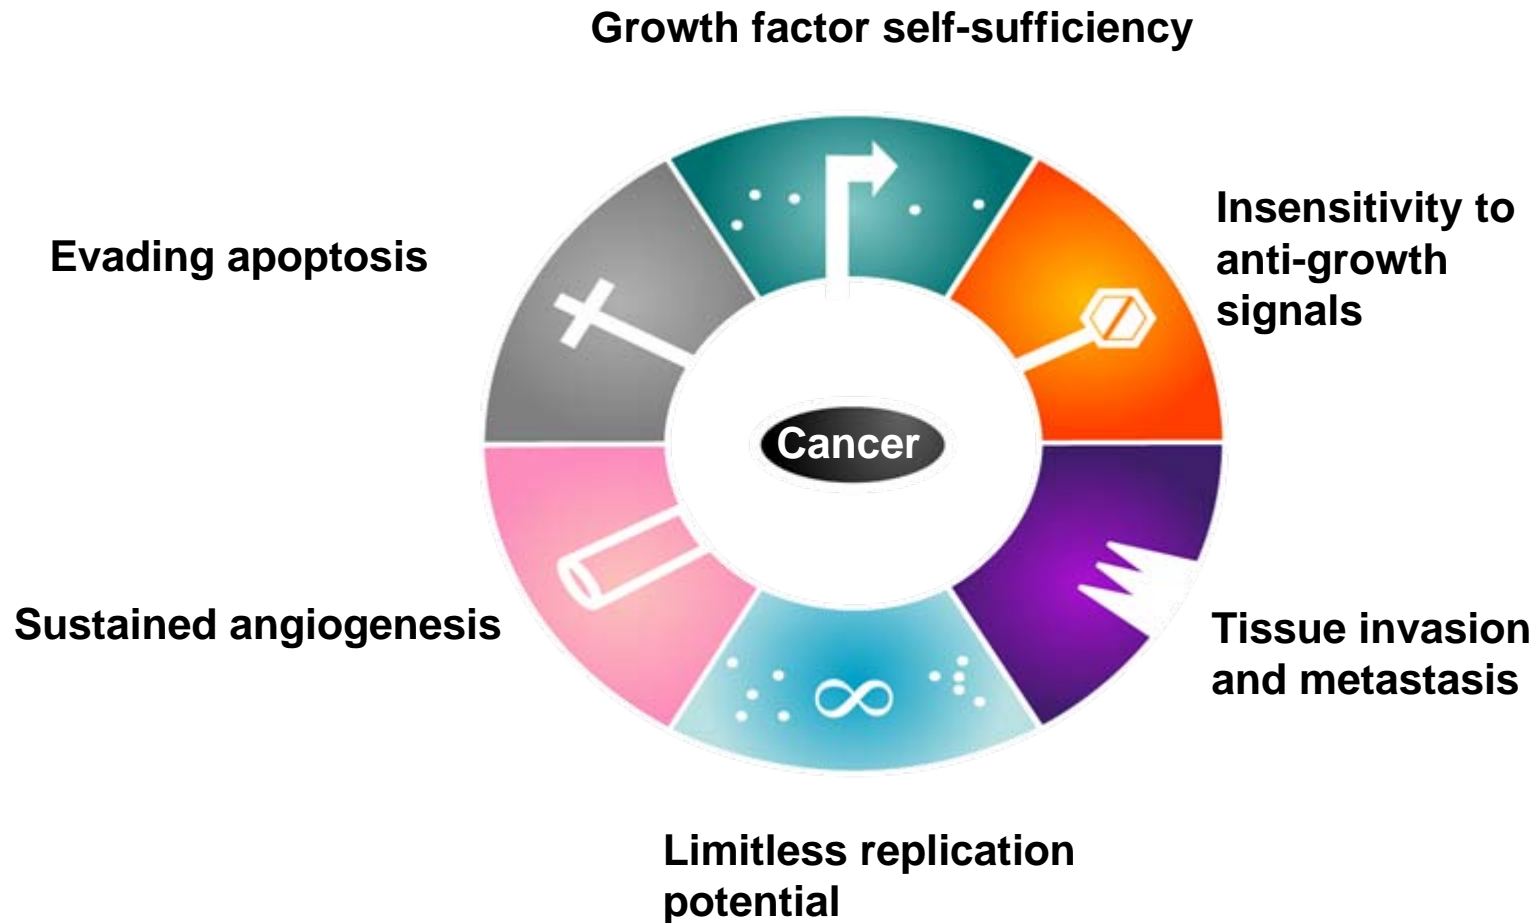 Growth factor self-sufficiency
Insensitivity to
anti-growth
signals
Evading apoptosis
Cancer
Sustained angiogenesis
Tissue invasion
and metastasis
Limitless replication
potential